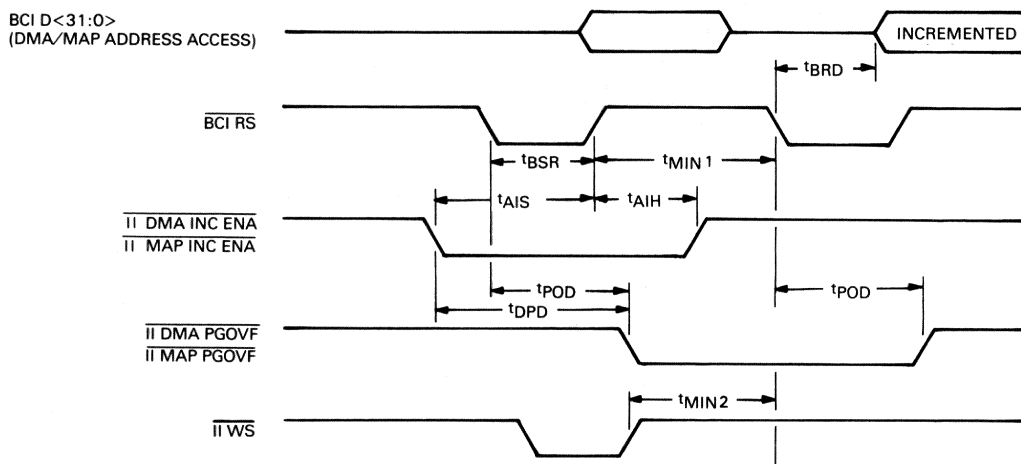 BCI D<31:0>
(DMA/MAP ADDRESS ACCESS)
INCREMENTED
tBRD
BCI RS
tBSR
tMIN 1
tAIS
tAIH
II DMA INC ENA
II MAP INC ENA
tPOD
tPOD
tDPD
II DMA PGOVF
II MAP PGOVF
tMIN2
II WS